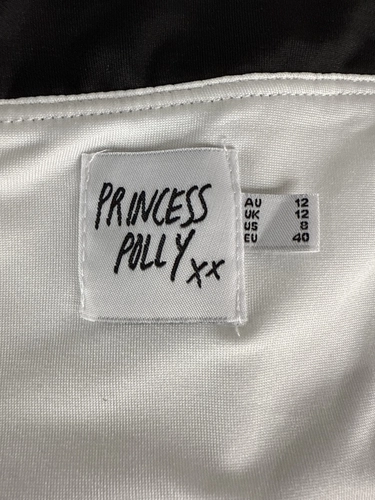 PRINCESS
POLLY xx
AU 12
UK 12
US 8
EU 40